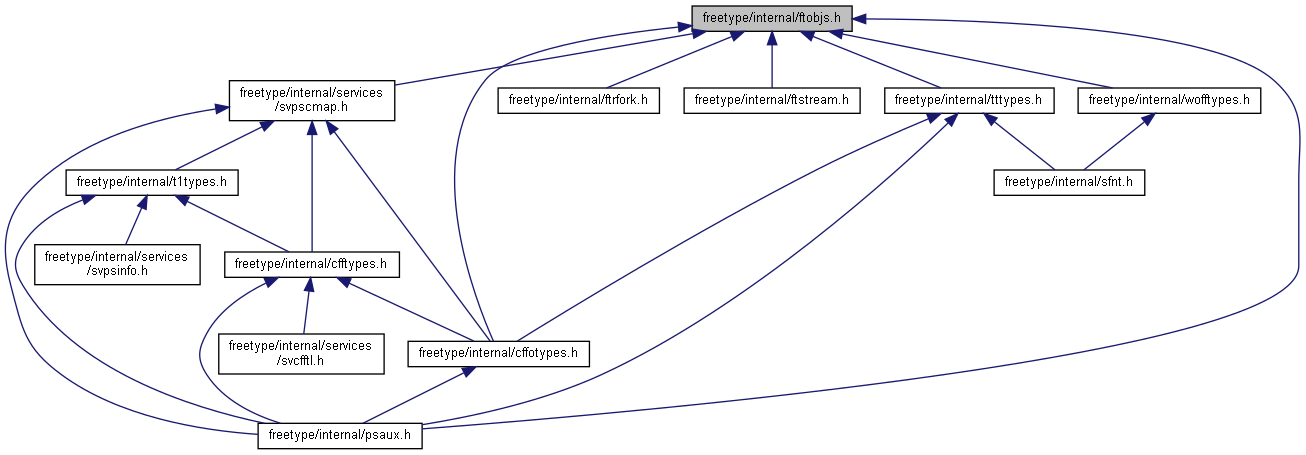 freetype/internal/ftobjs.h
freetype/internal/services
/svpscmap.h
freetype/internal/ftrfork.h
freetype/internal/ftstream.h
freetype/internal/tttypes.h
freetype/internal/wofftypes.h
freetype/internal/t1types.h
freetype/internal/sfnt.h
freetype/internal/services
/svpsinfo.h
freetype/internal/cfftypes.h
freetype/internal/services
/svcfftl.h
freetype/internal/cffotypes.h
freetype/internal/psaux.h